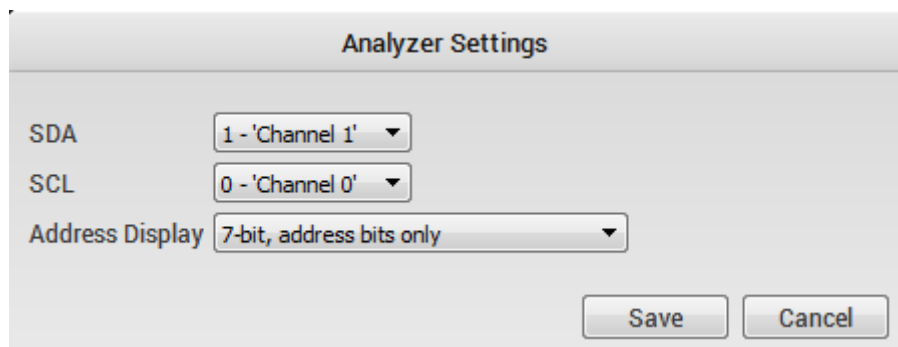 Analyzer Settings
SDA 1 - 'Channel 1'
SCL 0 - 'Channel 0'
Address Display 7-bit, address bits only
Save Cancel